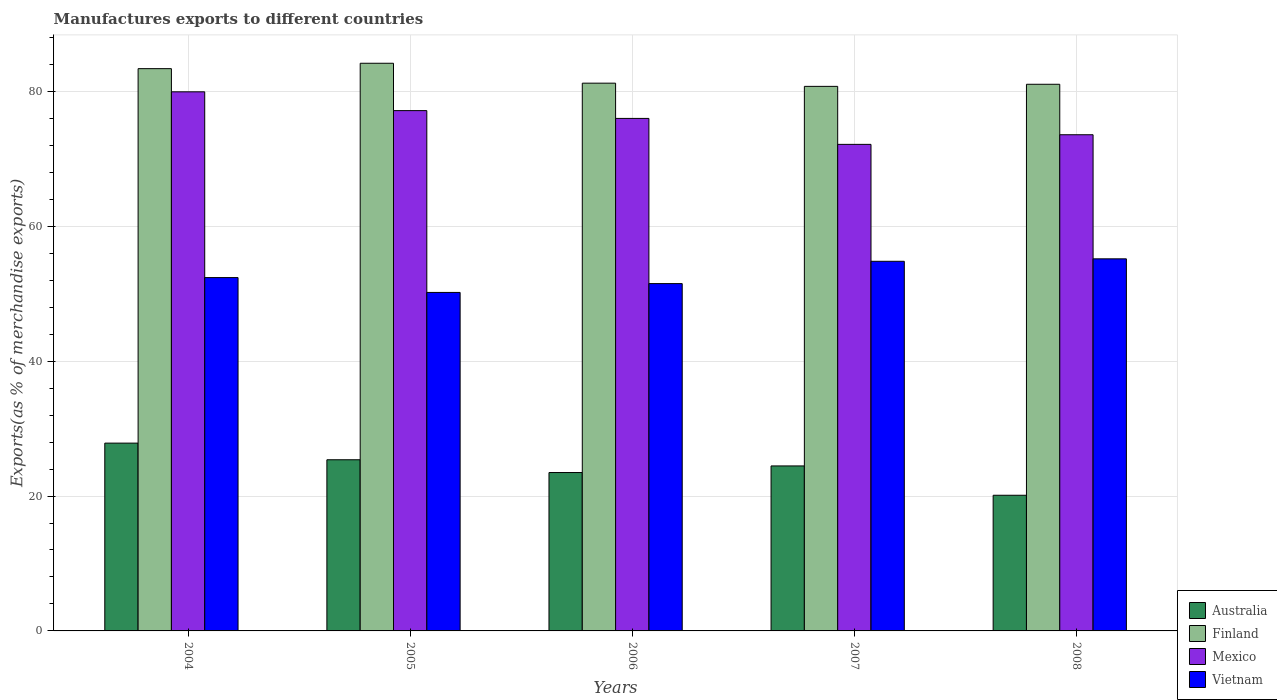 Manufactures exports to different countries
Exports(as % of merchandise exports)
80
60
40
20
0
2004
2005
2006
2007
2008
Years
Australia
Finland
Mexico
Vietnam